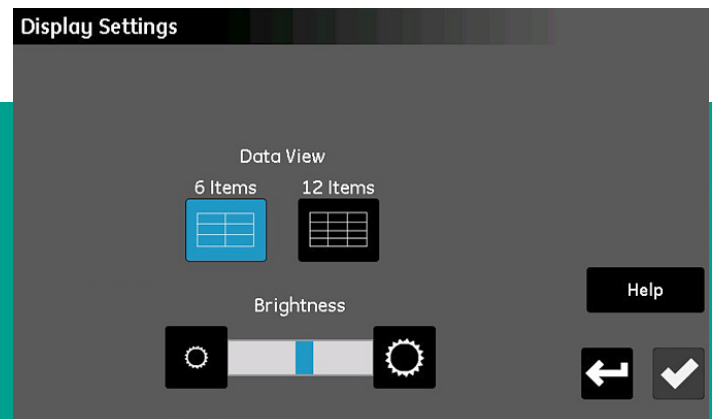 Display Settings
Data View
6 Items 12 Items
Help
Brightness